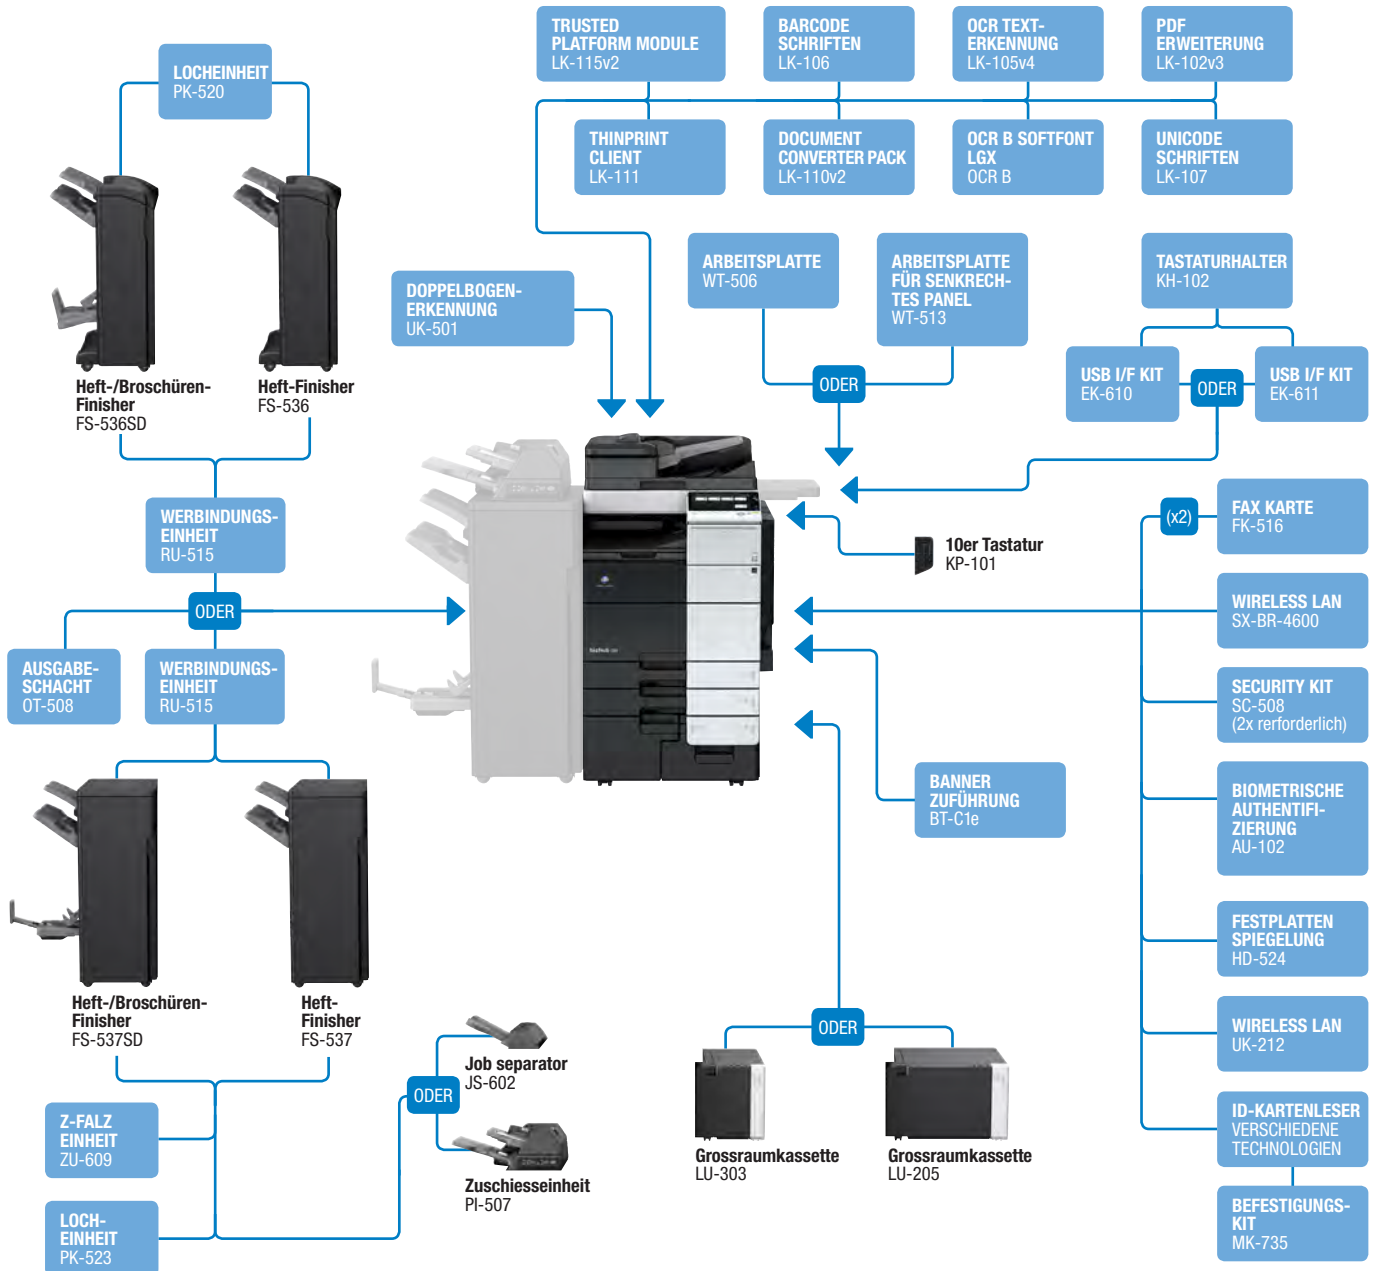 TRUSTED
PLATFORM MODULE
LK-115v2
BARCODE
SCHRIFTEN
LK-106
OCR TEXT-
ERKENNUNG
LK-105v4
PDF
ERWEITERUNG
LK-102v3
LOCHEINHEIT
PK-520
THINPRINT
CLIENT
LK-111
DOCUMENT
CONVERTER PACK
LK-110v2
OCR B SOFTFONT
LGX
OCR B
UNICODE
SCHRIFTEN
LK-107
DOPPELBOGEN-
ERKENNUNG
UK-501
ARBEITSPLATTE
WT-506
ARBEITSPLATTE
FÜR SENKRECH-
TES PANEL
WT-513
TASTATURHALTER
KH-102
ODER
USB I/F KIT
EK-610
ODER
USB I/F KIT
EK-611
Heft-/Broschüren-
Finisher
FS-536SD
Heft-Finisher
FS-536
WERBINDUNGS-
EINHEIT
RU-515
10er Tastatur
KP-101
(x2)
FAX KARTE
FK-516
ODER
WIRELESS LAN
SX-BR-4600
AUSGABE-
SCHACHT
OT-508
WERBINDUNGS-
EINHEIT
RU-515
SECURITY KIT
SC-508
(2x rerforderlich)
BANNER
ZUFÜHRUNG
BT-C1e
BIOMETRISCHE
AUTHENTIFI-
ZIERUNG
AU-102
FESTPLATTEN
SPIEGELUNG
HD-524
Heft-/Broschüren-
Finisher
FS-537SD
Heft-
Finisher
FS-537
ODER
WIRELESS LAN
UK-212
Job separator
JS-602
ODER
Zuschiesseinheit
PI-507
Grossraumkassette
LU-303
Grossraumkassette
LU-205
Z-FALZ
EINHEIT
ZU-609
ID-KARTENLESER
VERSCHIEDENE
TECHNOLOGIEN
LOCH-
EINHEIT
PK-523
BEFESTIGUNGS-
KIT
MK-735